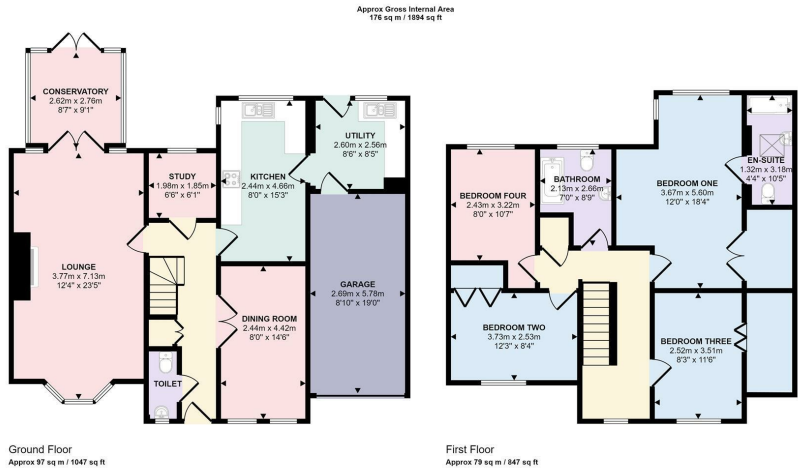 Approx Gross Internal Area
176 sq m / 1894 sq ft
CONSERVATORY
2.62m x 2.76m
8'7" x 9'1"
LOUNGE
3.77m x 7.13m
12'4" x 23'5"
STUDY
1.98m x 1.85m
6'6" x 6'1"
KITCHEN
2.44m x 4.66m
8'0" x 15'3"
UTILITY
2.60m x 2.56m
8'6" x 8'5"
GARAGE
2.69m x 5.78m
8'10" x 19'0"
DINING ROOM
2.44m x 4.42m
8'0" x 14'6"
TOILET
Ground Floor
Approx 97 sq m / 1047 sq ft
BEDROOM FOUR
2.43m x 3.22m
8'0" x 10'7"
BATHROOM
2.13m x 2.66m
7'0" x 8'9"
BEDROOM ONE
3.67m x 5.60m
12'0" x 18'4"
EN-SUITE
1.32m x 3.18m
4'4" x 10'5"
BEDROOM TWO
3.73m x 2.53m
12'3" x 8'4"
BEDROOM THREE
2.52m x 3.51m
8'3" x 11'6"
First Floor
Approx 79 sq m / 847 sq ft